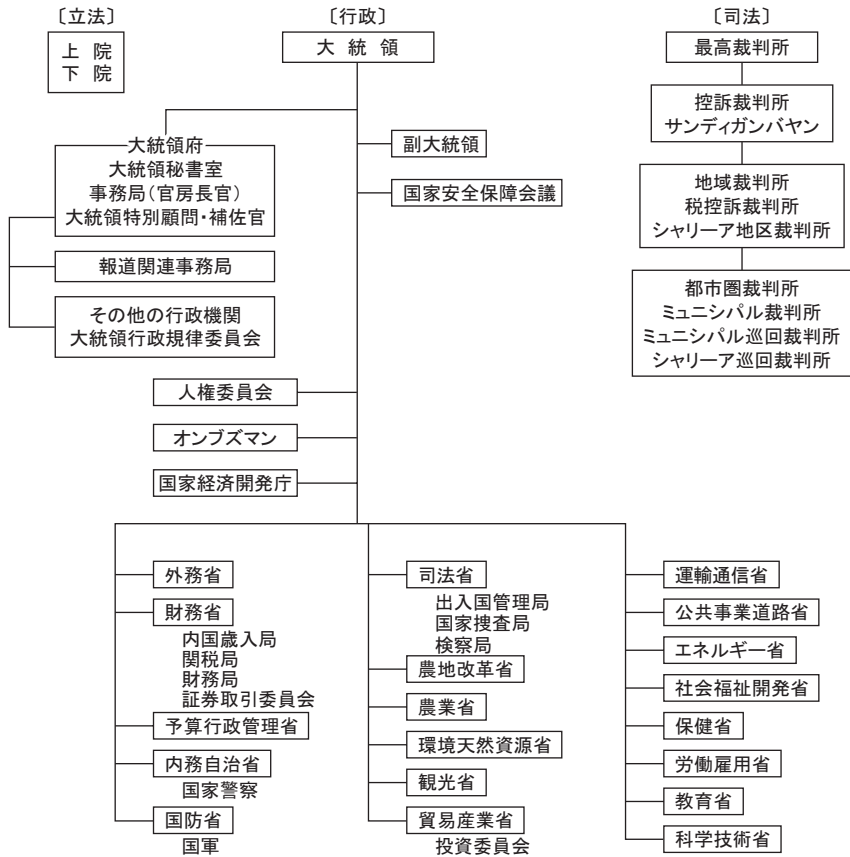 〔立法〕
上 院
下 院
〔行政〕
大 統 領
大統領府
大統領秘書室
事務局(官房長官)
大統領特別顧問・補佐官
報道関連事務局
その他の行政機関
大統領行政規律委員会
副大統領
国家安全保障会議
人権委員会
オンブズマン
国家経済開発庁
外務省
財務省
内国歳入局
関税局
財務局
証券取引委員会
予算行政管理省
内務自治省
国家警察
国防省
国軍
司法省
出入国管理局
国家捜査局
検察局
農地改革省
農業省
環境天然資源省
観光省
貿易産業省
投資委員会
運輸通信省
公共事業道路省
エネルギー省
社会福祉開発省
保健省
労働雇用省
教育省
科学技術省
〔司法〕
最高裁判所
控訴裁判所
サンディガンバヤン
地域裁判所
税控訴裁判所
シャリーア地区裁判所
都市圏裁判所
ミュニシパル裁判所
ミュニシパル巡回裁判所
シャリーア巡回裁判所